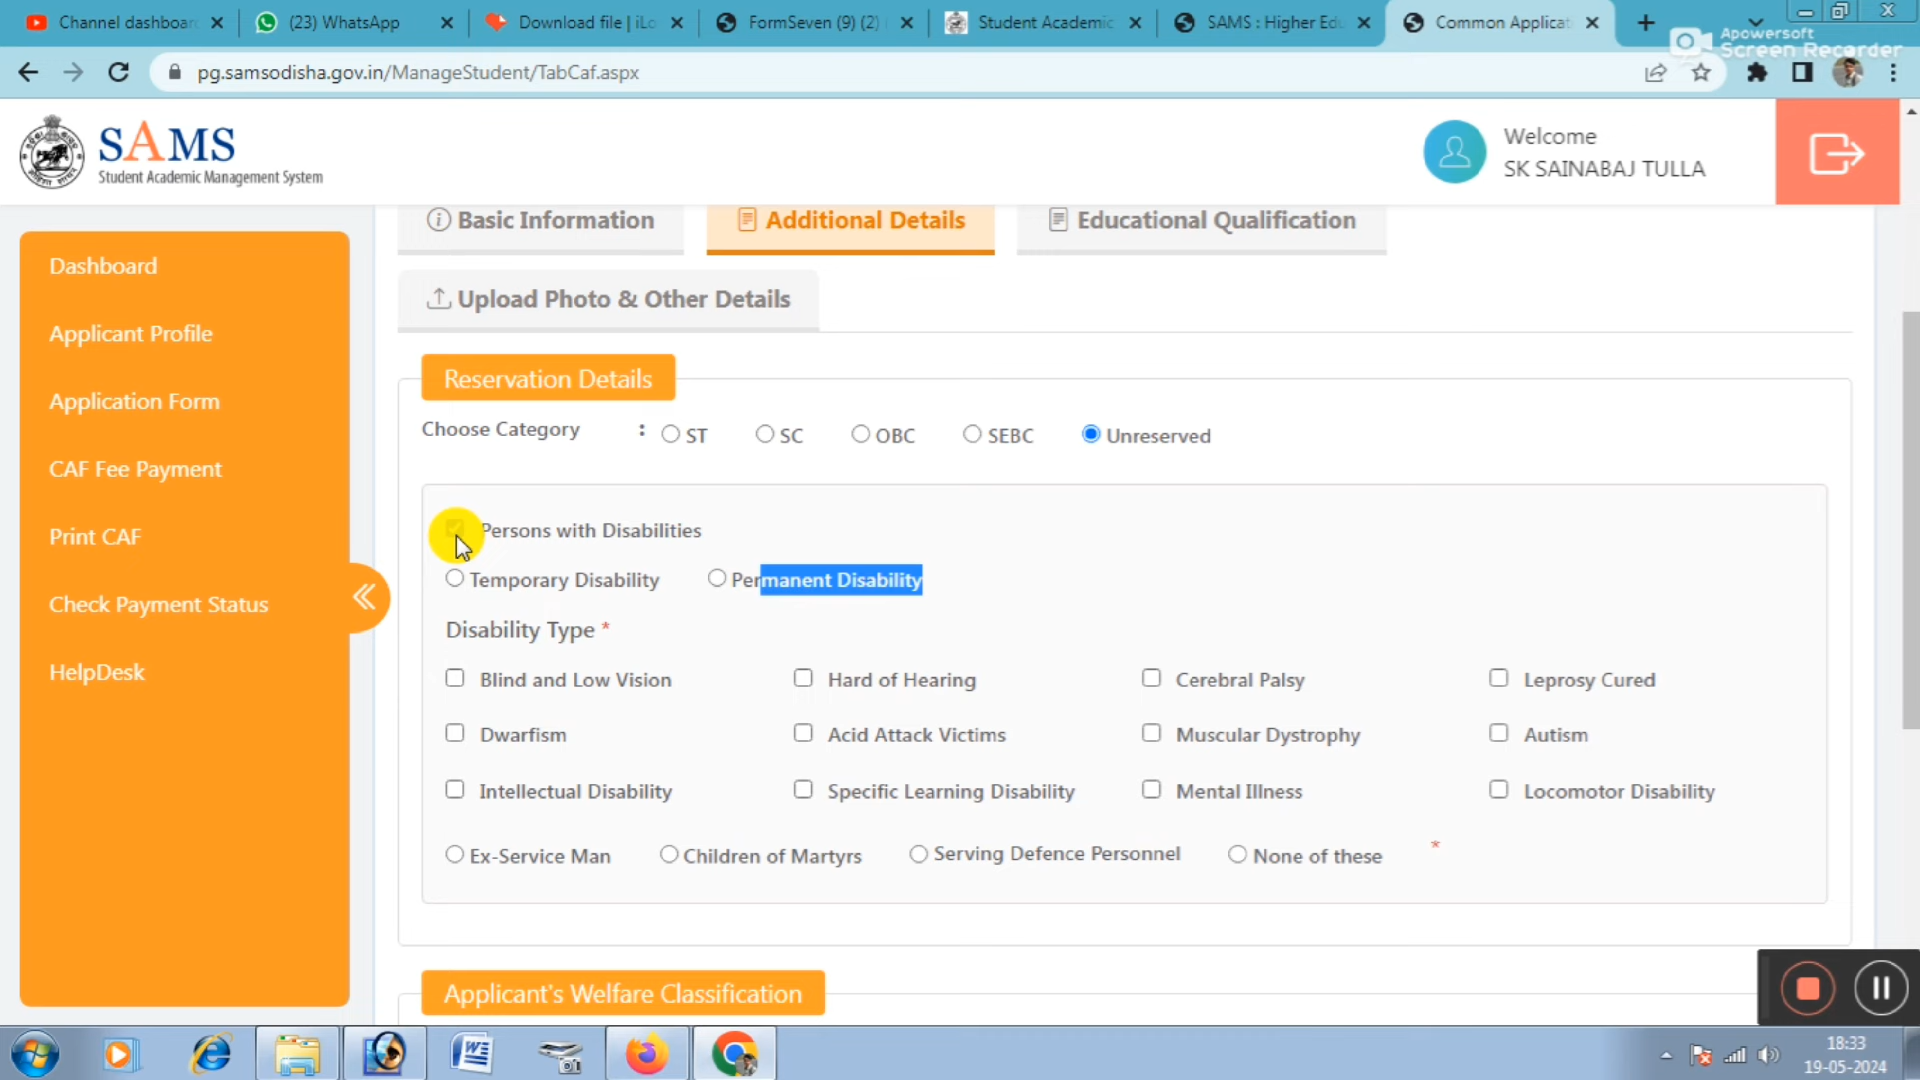 Channel dashboar
(23) WhatsApp
Download file | iLo
FormSeven (9) (2)
Student Academic
SAMS : Higher Edu
Common Applicat
Apowersoft
Screen Recorder
pg.samsodisha.gov.in/ManageStudent/TabCaf.aspx
SAMS
Student Academic Management System
Welcome
SK SAINABAJ TULLA
Dashboard
Applicant Profile
Application Form
CAF Fee Payment
Print CAF
Check Payment Status
HelpDesk
Basic Information
Additional Details
Educational Qualification
Upload Photo & Other Details
Reservation Details
Choose Category : ST SC OBC SEBC Unreserved
Persons with Disabilities
Temporary Disability Permanent Disability
Disability Type *
Blind and Low Vision Hard of Hearing Cerebral Palsy Leprosy Cured
Dwarfism Acid Attack Victims Muscular Dystrophy Autism
Intellectual Disability Specific Learning Disability Mental Illness Locomotor Disability
Ex-Service Man Children of Martyrs Serving Defence Personnel None of these *
Applicant's Welfare Classification
18:33
19-05-2024